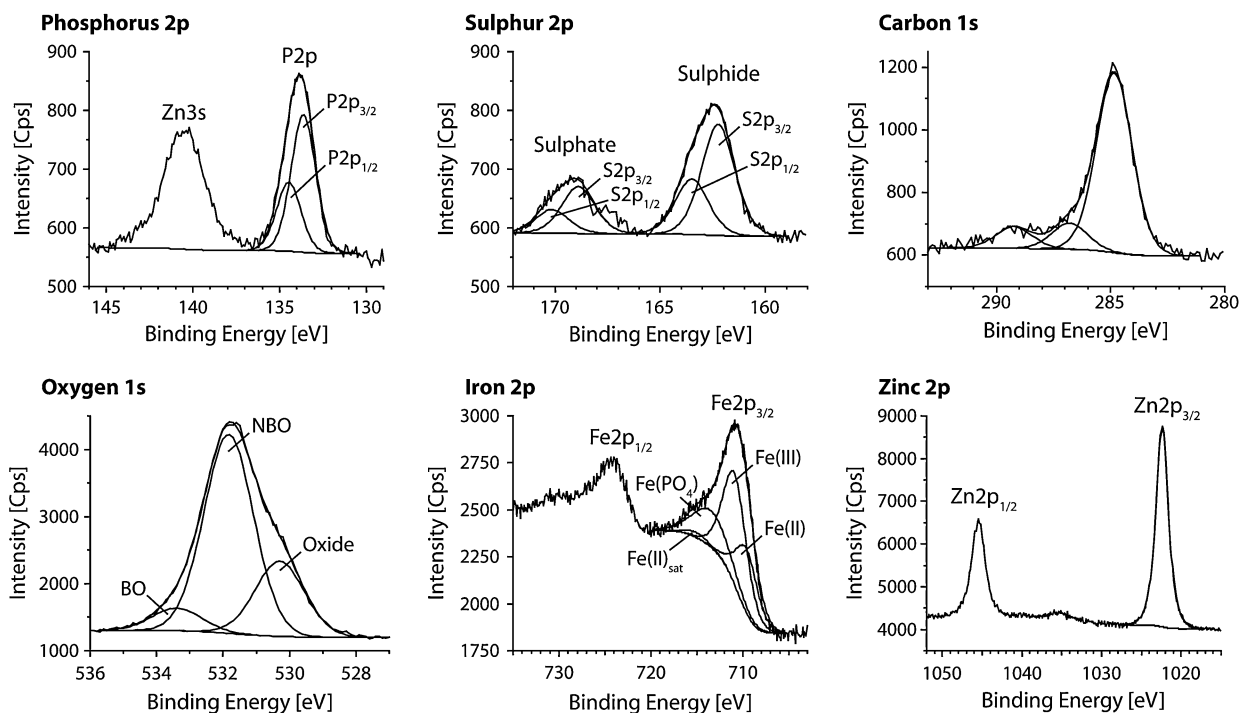 Phosphorus 2p
Sulphur 2p
Carbon 1s
900
800
700
600
500
Intensity [Cps]
Zn3s
P2p
P2p3/2
P2p1/2
145
140
135
130
Binding Energy [eV]
900
800
700
600
500
Intensity [Cps]
Sulphate
Sulphide
S2p3/2
S2p1/2
S2p3/2
S2p1/2
170
165
160
Binding Energy [eV]
1200
1000
800
600
Intensity [Cps]
290
285
280
Binding Energy [eV]
Oxygen 1s
Iron 2p
Zinc 2p
4000
3000
2000
1000
Intensity [Cps]
NBO
Oxide
BO
536
534
532
530
528
Binding Energy [eV]
3000
2750
2500
2250
2000
1750
Intensity [Cps]
Fe2p3/2
Fe2p1/2
Fe(III)
Fe(PO4)
Fe(II)
Fe(II)sat
730
720
710
Binding Energy [eV]
9000
8000
7000
6000
5000
4000
Intensity [Cps]
Zn2p3/2
Zn2p1/2
1050
1040
1030
1020
Binding Energy [eV]